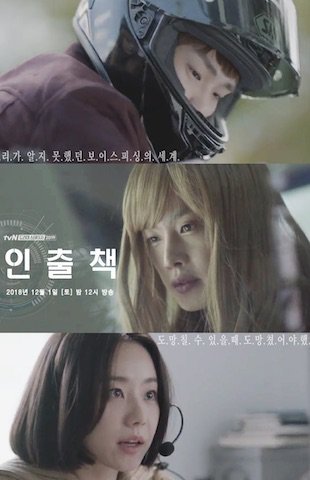 리.가. 알.지. 못.했.던. 보.이.스.피.싱.의. 세.계.
tvN
인출책
2018년 12월 1일 [토] 밤 12시 방송
도.망.칠. 수. 있.을.때. 도.망.쳤.어.야.했.